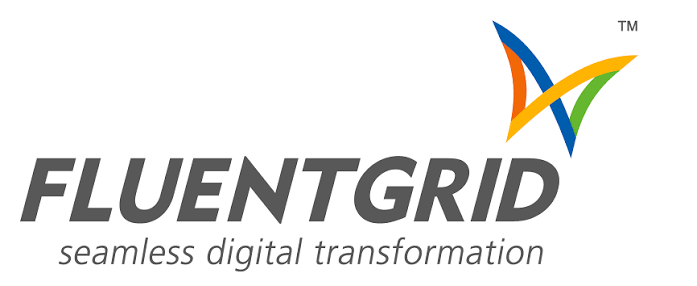 TM
FLUENTGRID
seamless digital transformation